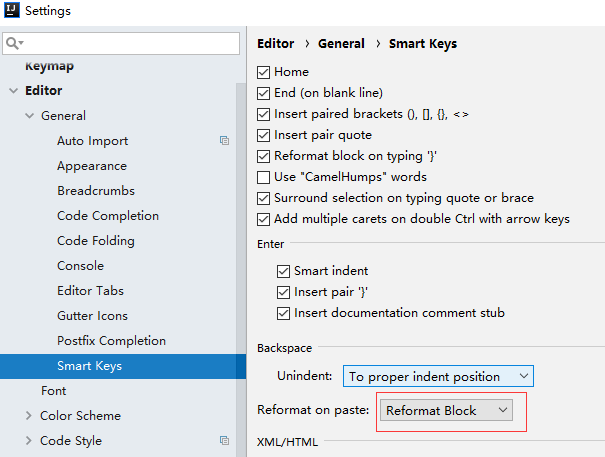 IJ Settings
Keymap
Editor
General
Auto Import
Appearance
Breadcrumbs
Code Completion
Code Folding
Console
Editor Tabs
Gutter Icons
Postfix Completion
Smart Keys
Font
Color Scheme
Code Style
Editor › General › Smart Keys
Home
End (on blank line)
Insert paired brackets (), [], {}, <>
Insert pair quote
Reformat block on typing '}'
Use "CamelHumps" words
Surround selection on typing quote or brace
Add multiple carets on double Ctrl with arrow keys
Enter
Smart indent
Insert pair '}'
Insert documentation comment stub
Backspace
Unindent: To proper indent position
Reformat on paste: Reformat Block
XML/HTML